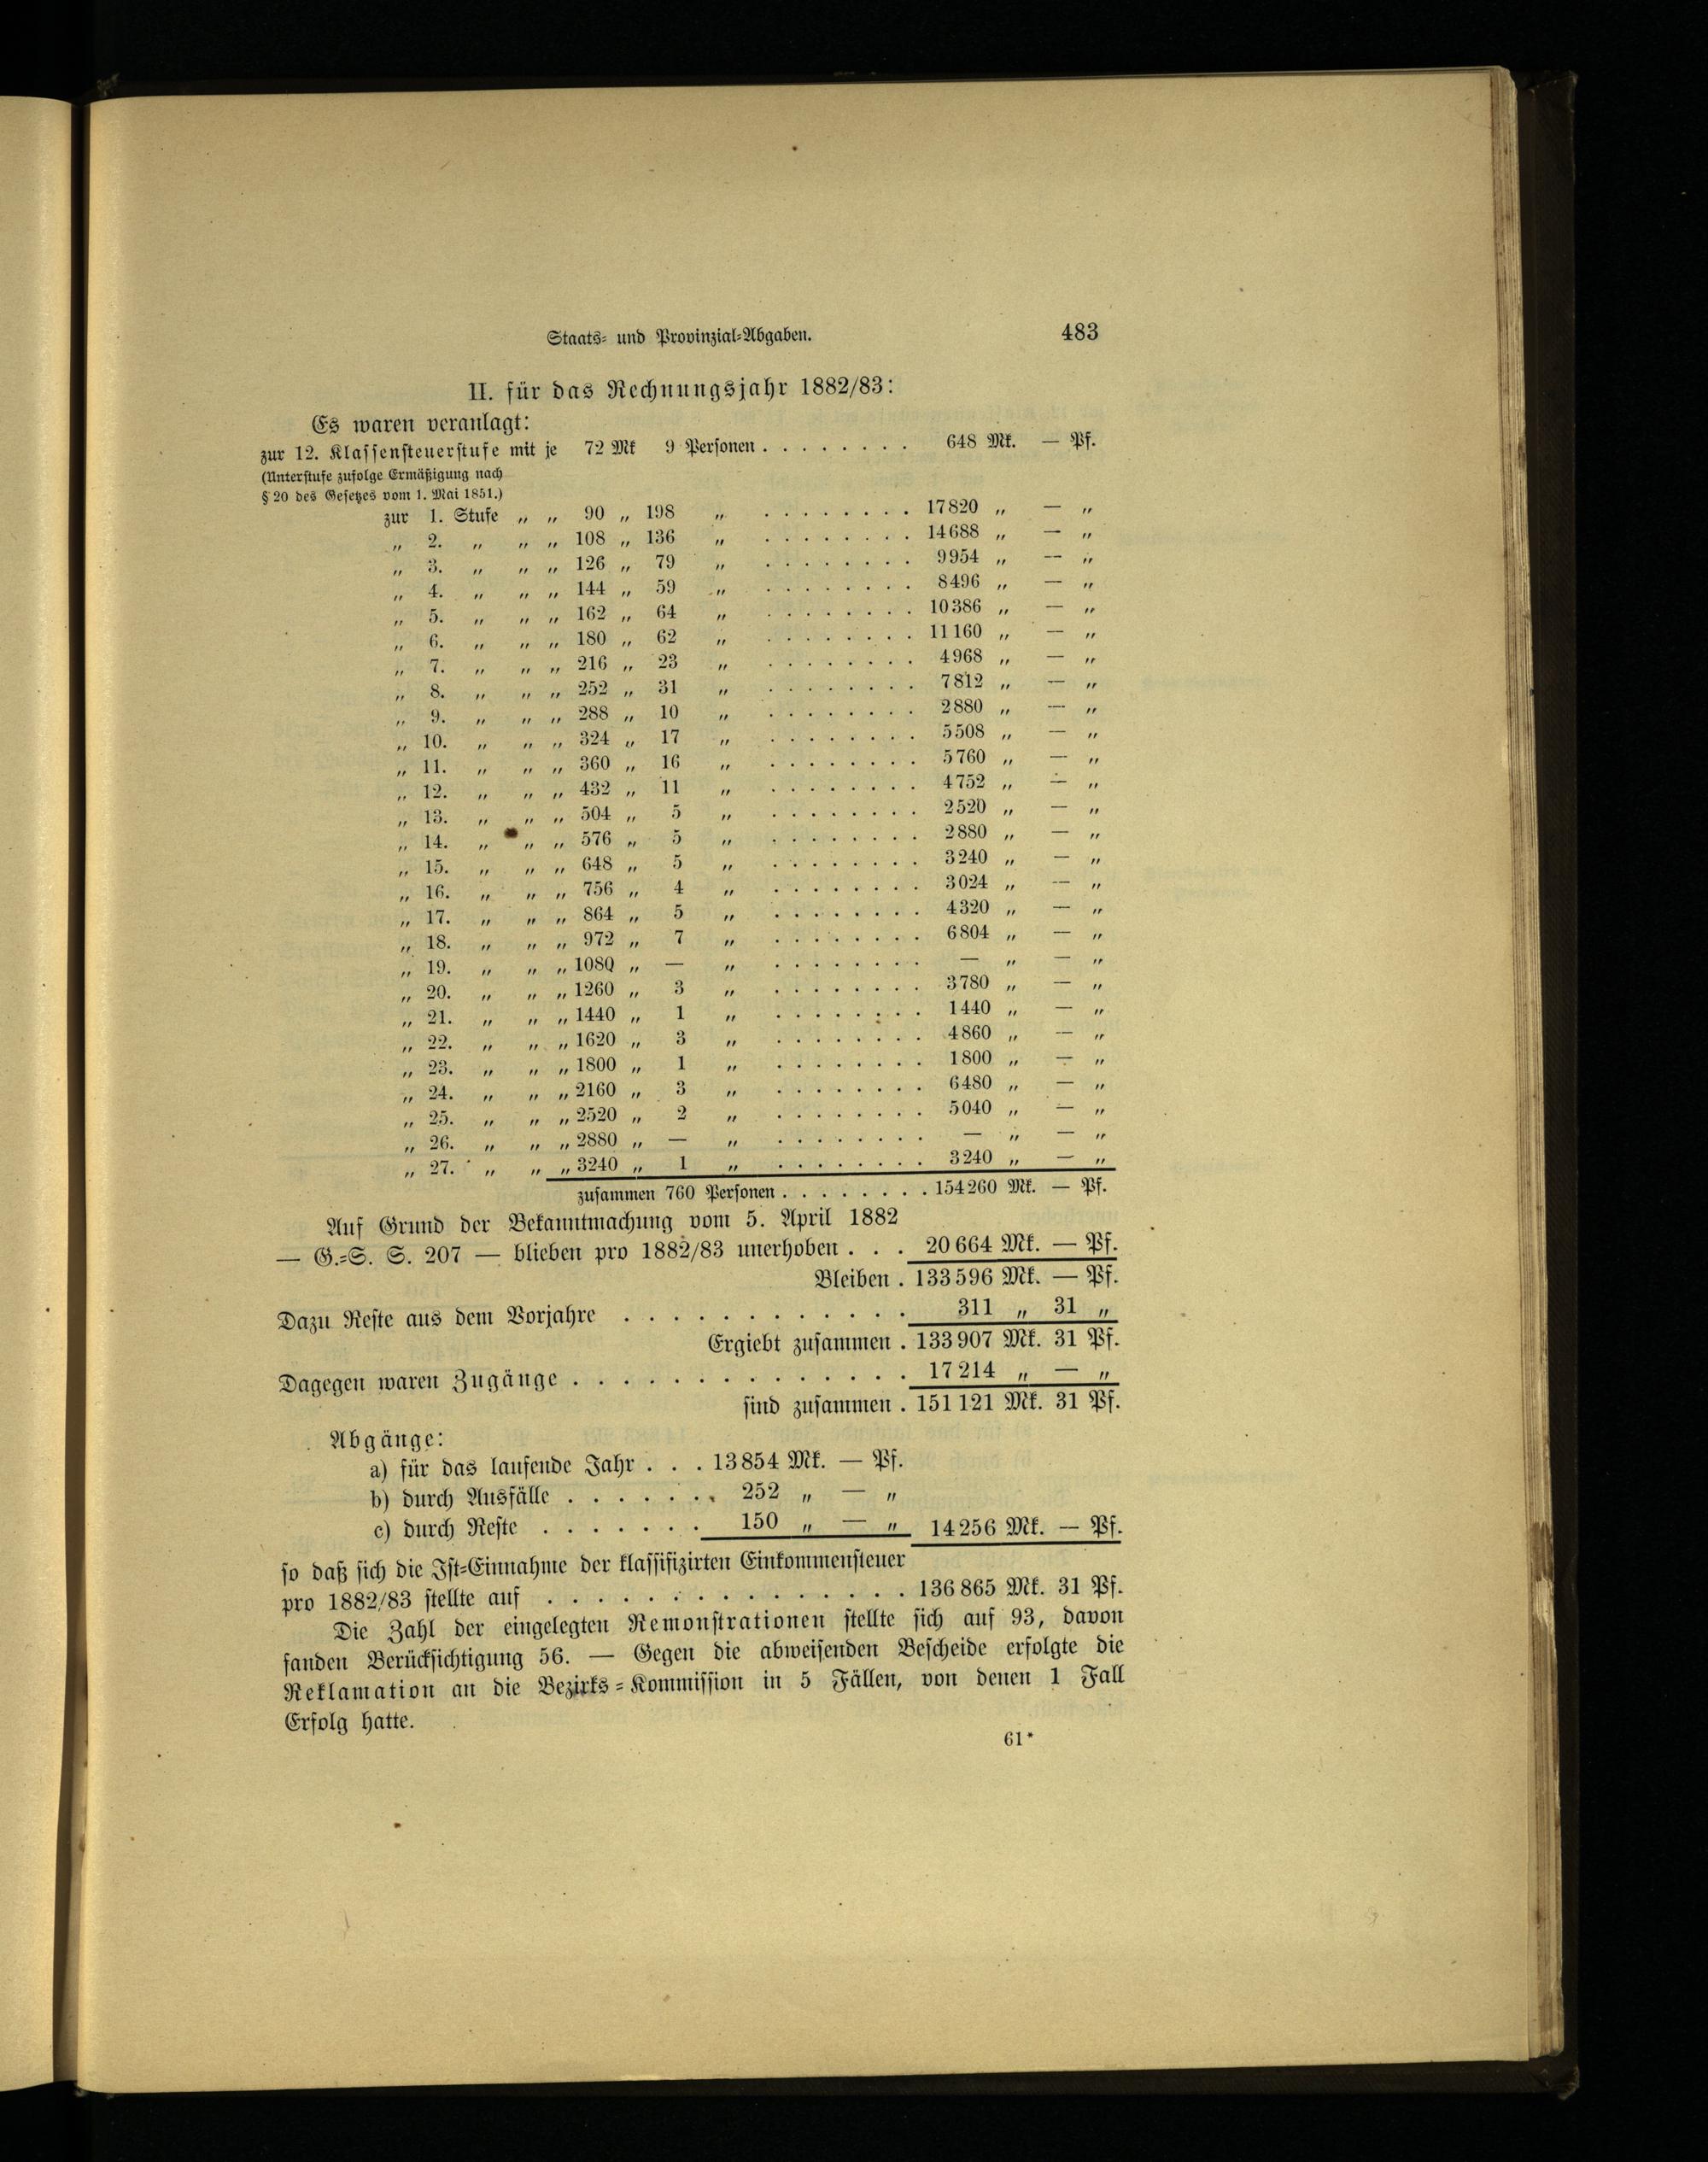 Staats- und Provinzial-Abgaben. 483
II. für das Rechnungsjahr 1882/83:
Es waren veranlagt:
zur 12. Klassensteuerstufe mit je 72 Mk 9 Personen . . . . . . . . 648 Mk. — Pf.
(Unterstufe zufolge Ermäßigung nach
§ 20 des Gesetzes vom 1. Mai 1851.)
zur 1. Stufe „ „ 90 „ 198 „ . . . . . . . . 17820 „ — „
„ 2. „ „ „ 108 „ 136 „ . . . . . . . . 14688 „ — „
„ 3. „ „ „ 126 „ 79 „ . . . . . . . . 9954 „ — „
„ 4. „ „ „ 144 „ 59 „ . . . . . . . . 8496 „ — „
„ 5. „ „ „ 162 „ 64 „ . . . . . . . . 10386 „ — „
„ 6. „ „ „ 180 „ 62 „ . . . . . . . . 11160 „ — „
„ 7. „ „ „ 216 „ 23 „ . . . . . . . . 4968 „ — „
„ 8. „ „ „ 252 „ 31 „ . . . . . . . . 7812 „ — „
„ 9. „ „ „ 288 „ 10 „ . . . . . . . . 2880 „ — „
„ 10. „ „ „ 324 „ 17 „ . . . . . . . . 5508 „ — „
„ 11. „ „ „ 360 „ 16 „ . . . . . . . . 5760 „ — „
„ 12. „ „ „ 432 „ 11 „ . . . . . . . . 4752 „ — „
„ 13. „ „ „ 504 „ 5 „ . . . . . . . . 2520 „ — „
„ 14. „ „ „ 576 „ 5 „ . . . . . . . . 2880 „ — „
„ 15. „ „ „ 648 „ 5 „ . . . . . . . . 3240 „ — „
„ 16. „ „ „ 756 „ 4 „ . . . . . . . . 3024 „ — „
„ 17. „ „ „ 864 „ 5 „ . . . . . . . . 4320 „ — „
„ 18. „ „ „ 972 „ 7 „ . . . . . . . . 6804 „ — „
„ 19. „ „ „ 1080 „ — „ . . . . . . . . — „ — „
„ 20. „ „ „ 1260 „ 3 „ . . . . . . . . 3780 „ — „
„ 21. „ „ „ 1440 „ 1 „ . . . . . . . . 1440 „ — „
„ 22. „ „ „ 1620 „ 3 „ . . . . . . . . 4860 „ — „
„ 23. „ „ „ 1800 „ 1 „ . . . . . . . . 1800 „ — „
„ 24. „ „ „ 2160 „ 3 „ . . . . . . . . 6480 „ — „
„ 25. „ „ „ 2520 „ 2 „ . . . . . . . . 5040 „ — „
„ 26. „ „ „ 2880 „ — „ . . . . . . . . — „ — „
„ 27. „ „ „ 3240 „ 1 „ . . . . . . . . 3240 „ — „
zusammen 760 Personen . . . . . . . . 154260 Mk. — Pf.
Auf Grund der Bekanntmachung vom 5. April 1882
— G.-S. S. 207 — blieben pro 1882/83 unerhoben . . . 20664 Mk. — Pf.
Bleiben . 133596 Mk. — Pf.
Dazu Reste aus dem Vorjahre . . . . . . . . . . . . 311 „ 31 „
Ergiebt zusammen . 133907 Mk. 31 Pf.
Dagegen waren Zugänge . . . . . . . . . . . . . . 17214 „ — „
sind zusammen . 151121 Mk. 31 Pf.
Abgänge:
a) für das laufende Jahr . . . 13854 Mk. — Pf.
b) durch Ausfälle . . . . . . . 252 „ — „
c) durch Reste . . . . . . . 150 „ — „ 14256 Mk. — Pf.
so daß sich die Ist-Einnahme der klassifizirten Einkommensteuer
pro 1882/83 stellte auf . . . . . . . . . . . . . . . 136865 Mk. 31 Pf.
Die Zahl der eingelegten Remonstrationen stellte sich auf 93, davon
fanden Berücksichtigung 56. — Gegen die abweisenden Bescheide erfolgte die
Reklamation an die Bezirks-Kommission in 5 Fällen, von denen 1 Fall
Erfolg hatte.
61*